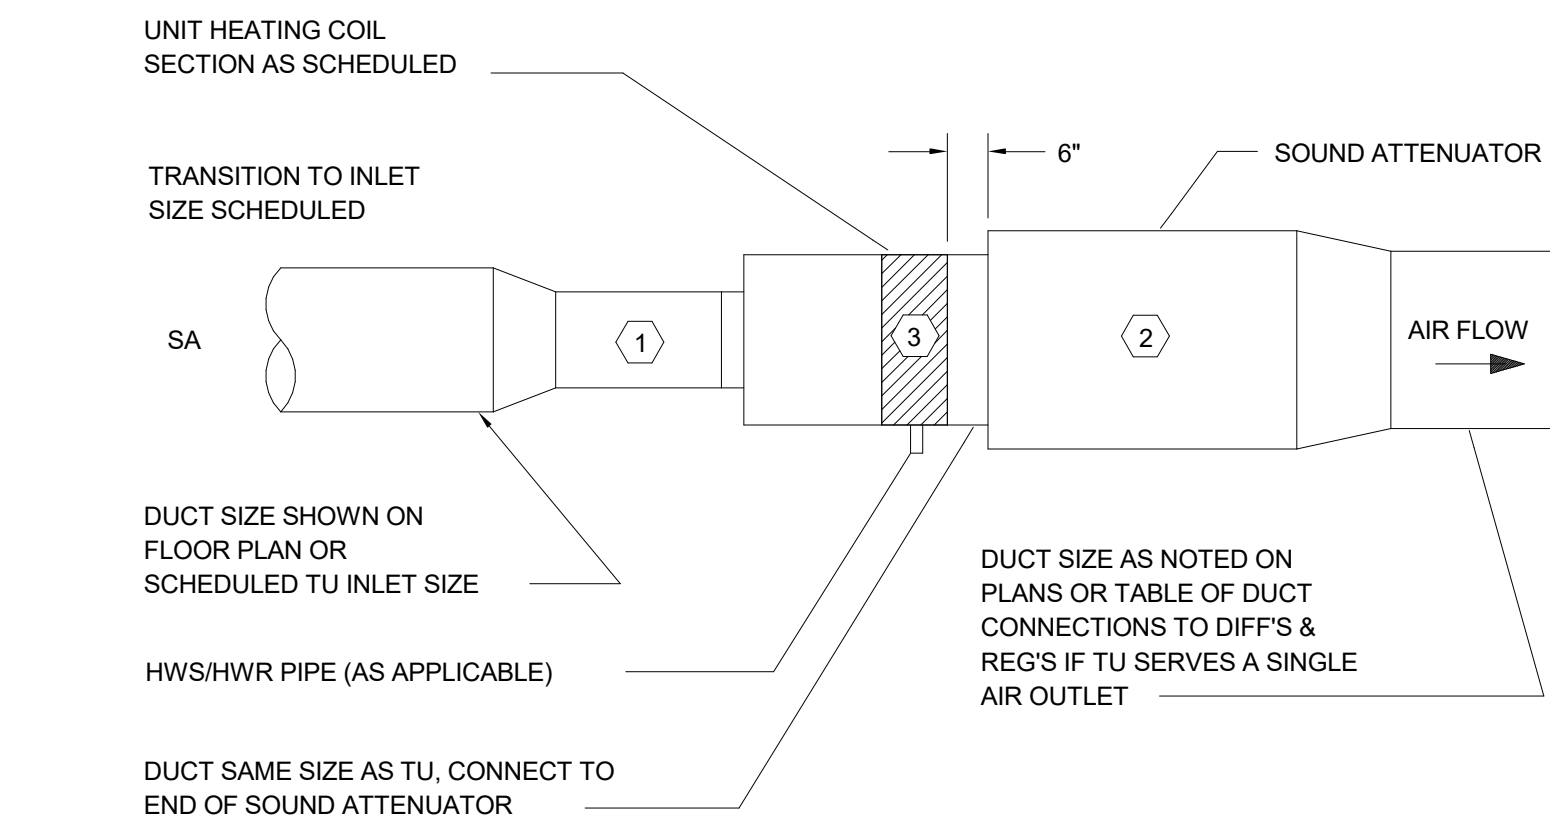 UNIT HEATING COIL
SECTION AS SCHEDULED
TRANSITION TO INLET
SIZE SCHEDULED
6"
SOUND ATTENUATOR
SA
1
3
2
AIR FLOW
DUCT SIZE SHOWN ON
FLOOR PLAN OR
SCHEDULED TU INLET SIZE
HWS/HWR PIPE (AS APPLICABLE)
DUCT SAME SIZE AS TU, CONNECT TO
END OF SOUND ATTENUATOR
DUCT SIZE AS NOTED ON
PLANS OR TABLE OF DUCT
CONNECTIONS TO DIFF'S &
REG'S IF TU SERVES A SINGLE
AIR OUTLET